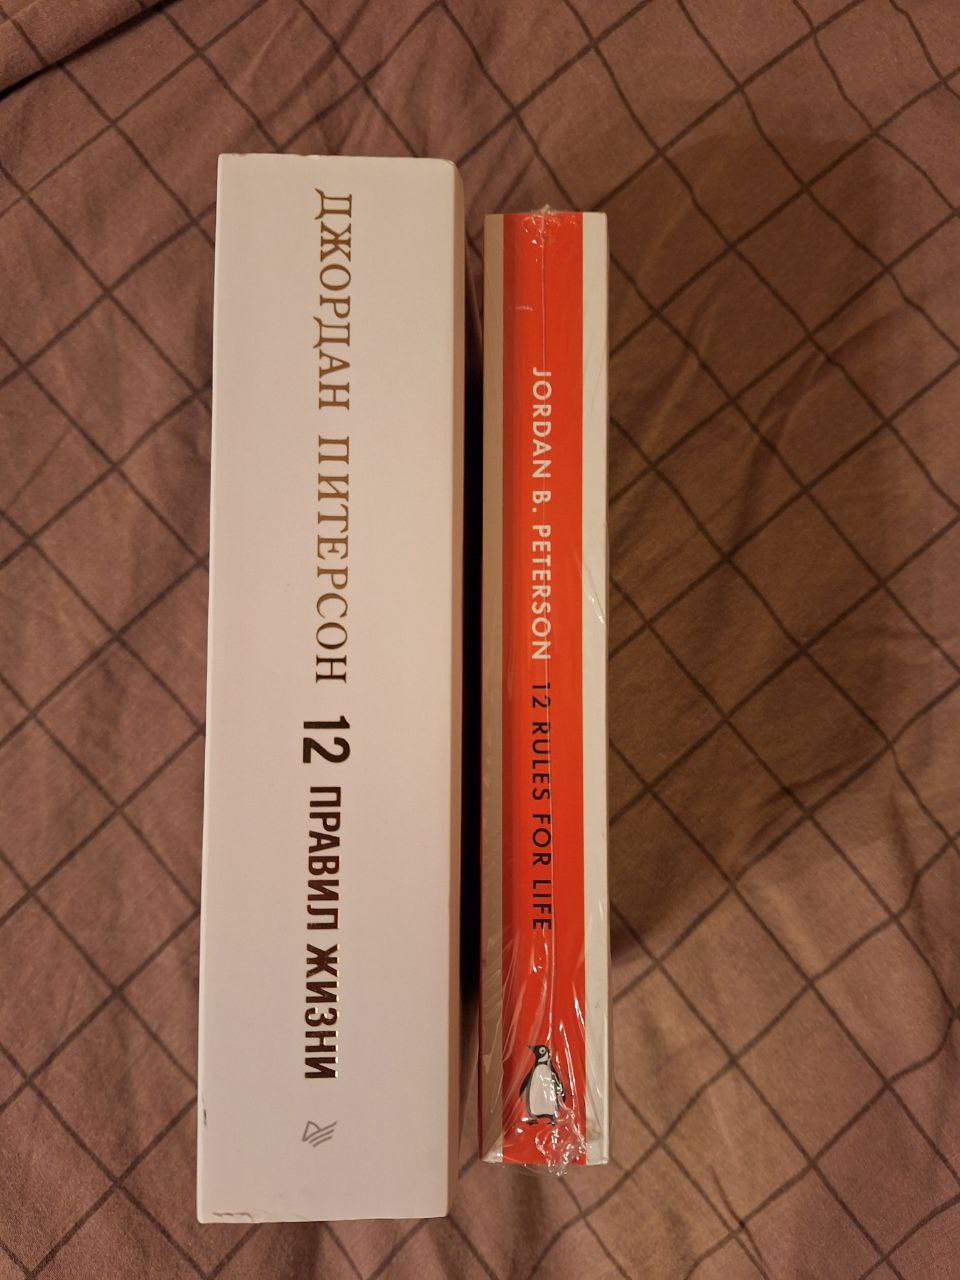 ДЖОРДАН ПИТЕРСОН 12 ПРАВИЛ ЖИЗНИ
JORDAN B. PETERSON 12 RULES FOR LIFE